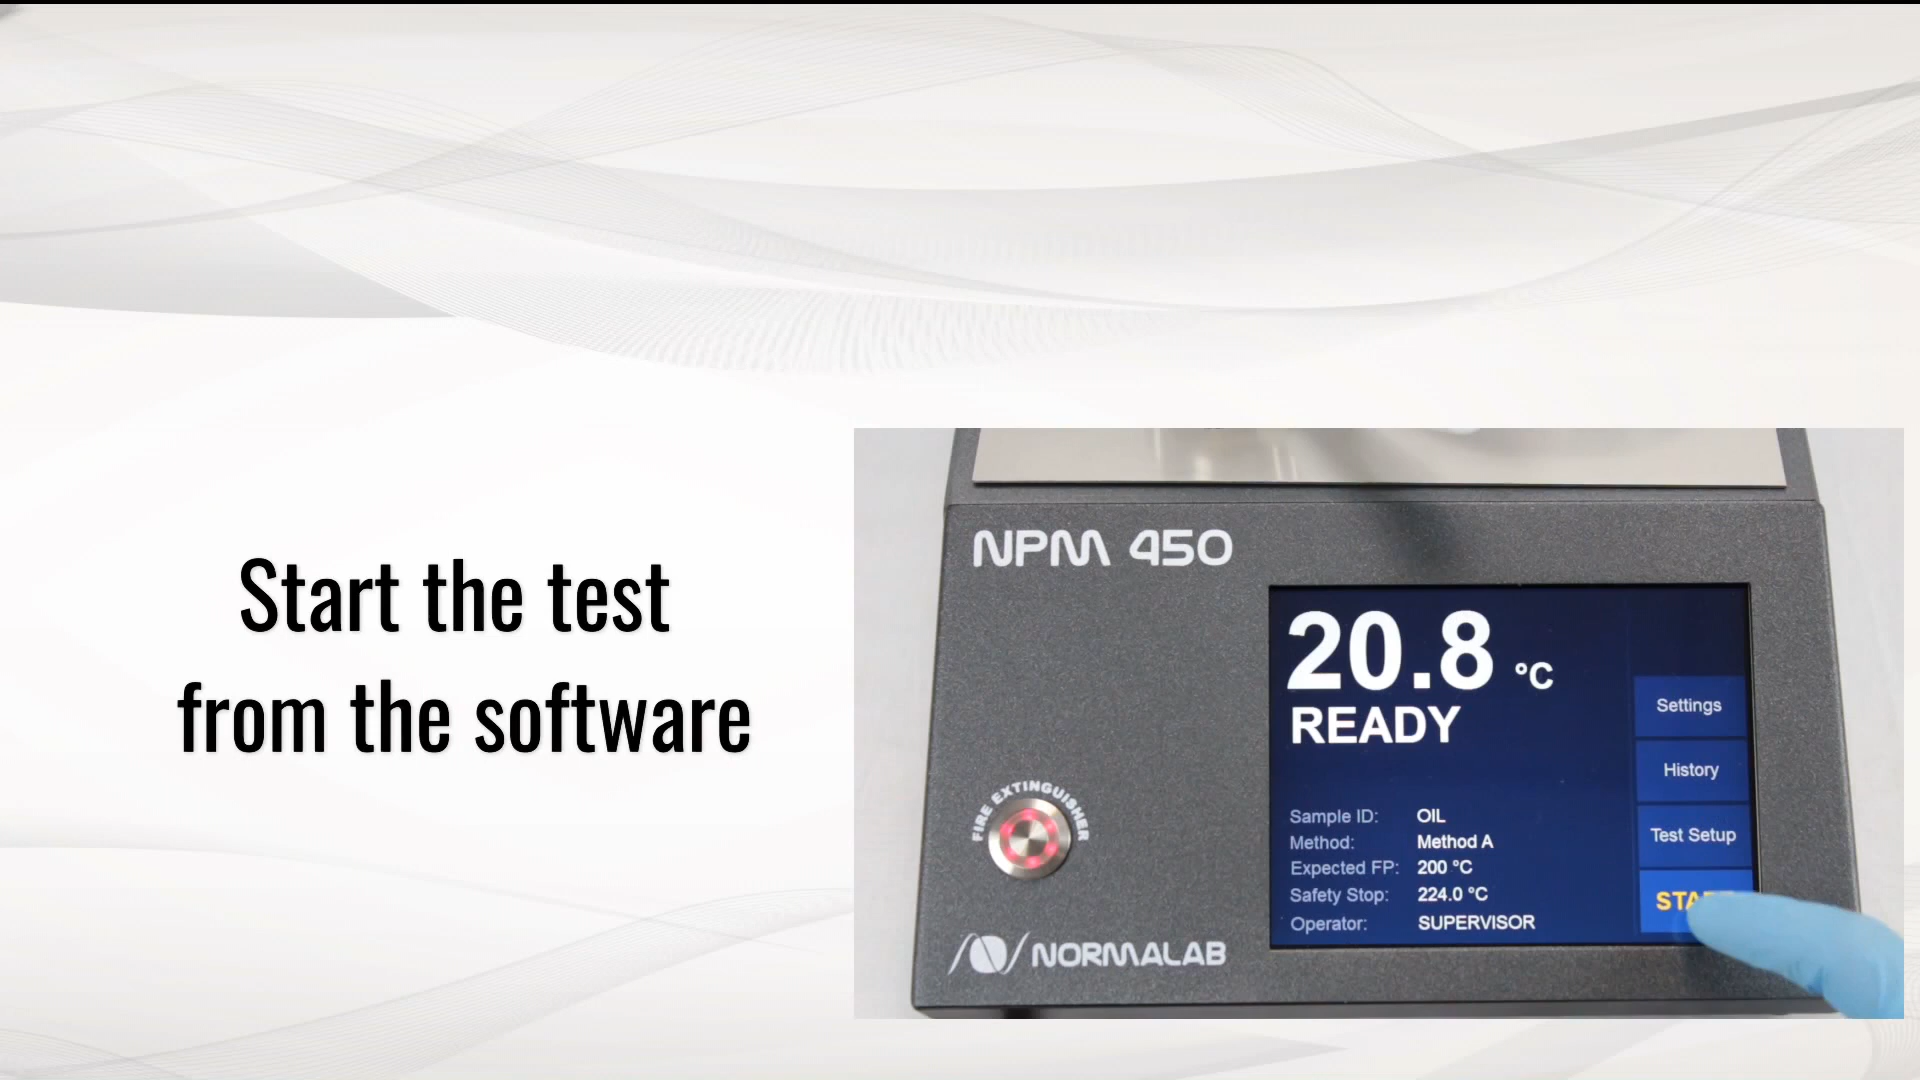 Start the test
from the software
NPM 450
20.8 °C
READY
Settings
History
Test Setup
Sample ID: OIL
Method: Method A
Expected FP: 200 °C
Safety Stop: 224.0 °C
Operator: SUPERVISOR
FIRE EXTINGUISHER
NORMALAB